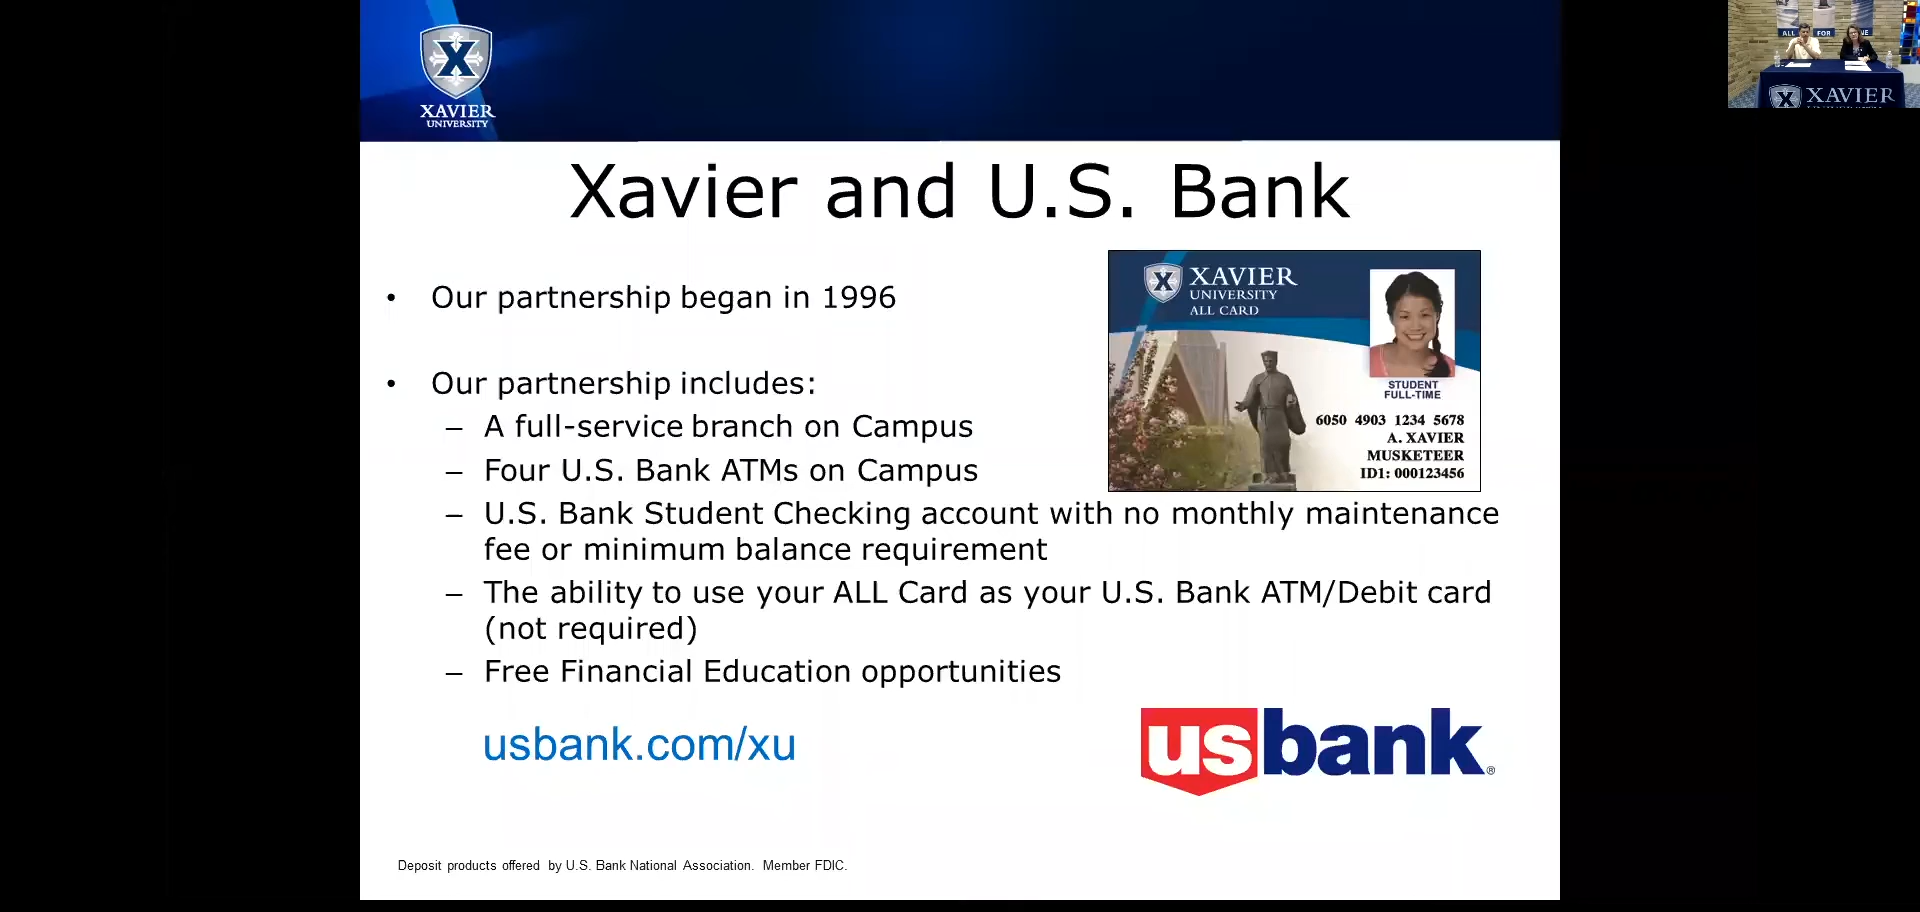 XAVIER
UNIVERSITY
ALL FOR
XAVIER
Xavier and U.S. Bank
• Our partnership began in 1996
• Our partnership includes:
– A full-service branch on Campus
– Four U.S. Bank ATMs on Campus
– U.S. Bank Student Checking account with no monthly maintenance
fee or minimum balance requirement
– The ability to use your ALL Card as your U.S. Bank ATM/Debit card
(not required)
– Free Financial Education opportunities
XAVIER
UNIVERSITY
ALL CARD
STUDENT
FULL-TIME
6050 4903 1234 5678
A. XAVIER
MUSKETEER
ID1: 000123456
usbank.com/xu
usbank®
Deposit products offered by U.S. Bank National Association. Member FDIC.